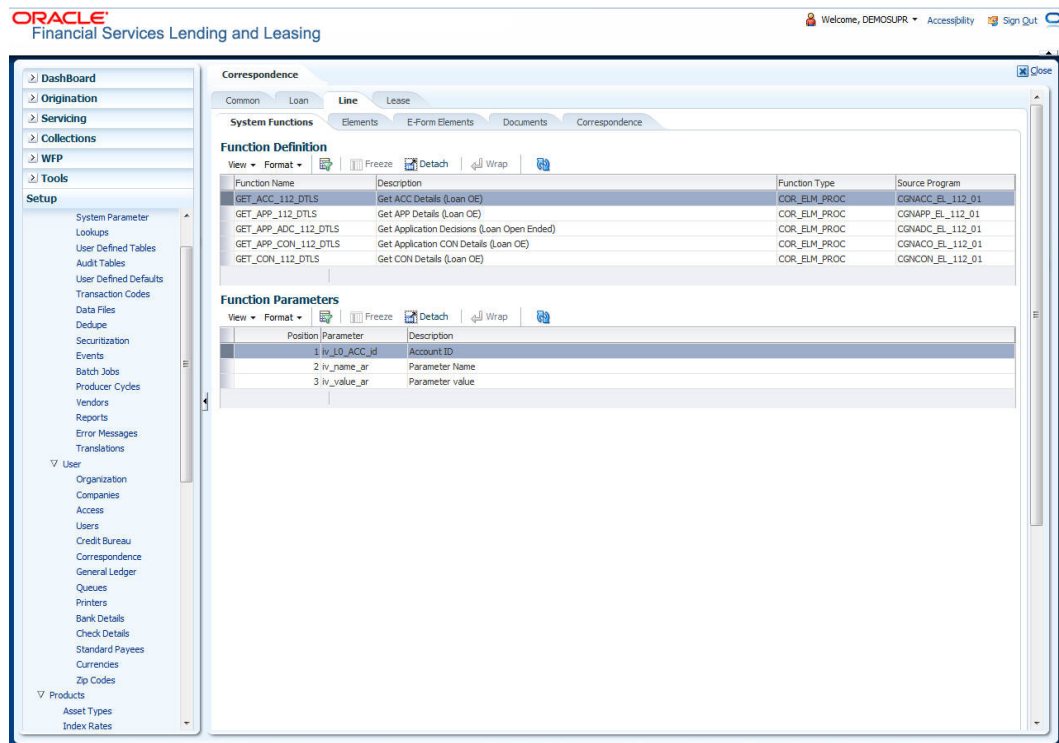 ORACLE
Financial Services Lending and Leasing
Welcome, DEMOSUPR Accessibility Sign Out
DashBoard
Origination
Servicing
Collections
WFP
Tools
Setup
System Parameter
Lookups
User Defined Tables
Audit Tables
User Defined Defaults
Transaction Codes
Data Files
Dedupe
Securitization
Events
Batch Jobs
Producer Cycles
Vendors
Reports
Error Messages
Translations
User
Organization
Companies
Access
Users
Credit Bureau
Correspondence
General Ledger
Queues
Printers
Bank Details
Check Details
Standard Payees
Currencies
Zip Codes
Products
Asset Types
Index Rates
Correspondence
Close
Common Loan Line Lease
System Functions Elements E-Form Elements Documents Correspondence
Function Definition
View Format Freeze Detach Wrap
Function Name Description Function Type Source Program
GET_ACC_112_DTLS Get ACC Details (Loan OE) COR_ELM_PROC CGNACC_EL_112_01
GET_APP_112_DTLS Get APP Details (Loan OE) COR_ELM_PROC CGNAPP_EL_112_01
GET_APP_ADC_112_DTLS Get Application Decisions (Loan Open Ended) COR_ELM_PROC CGNADC_EL_112_01
GET_APP_CON_112_DTLS Get Application CON Details (Loan OE) COR_ELM_PROC CGNACO_EL_112_01
GET_CON_112_DTLS Get CON Details (Loan OE) COR_ELM_PROC CGNCON_EL_112_01
Function Parameters
View Format Freeze Detach Wrap
Position Parameter Description
1 iv_L0_ACC_id Account ID
2 iv_name_ar Parameter Name
3 iv_value_ar Parameter value